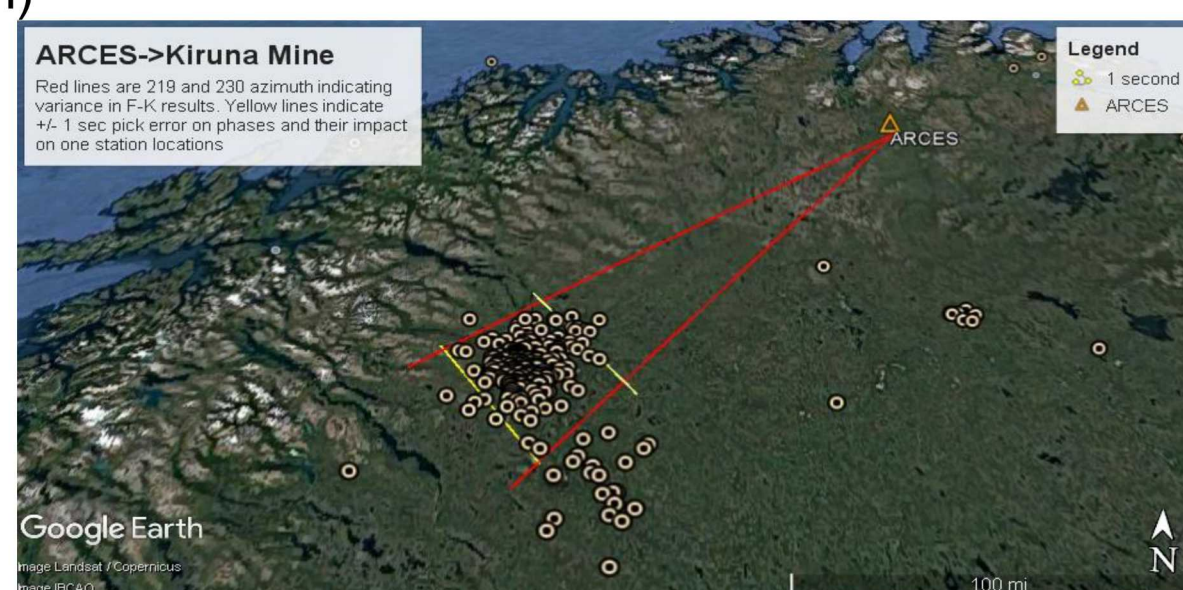 ARCES->Kiruna Mine
Red lines are 219 and 230 azimuth indicating
variance in F-K results. Yellow lines indicate
+/- 1 sec pick error on phases and their impact
on one station locations
Legend
1 second
ARCES
ARCES
Google Earth
Image Landsat / Copernicus
Image IBCAO
100 mi
N